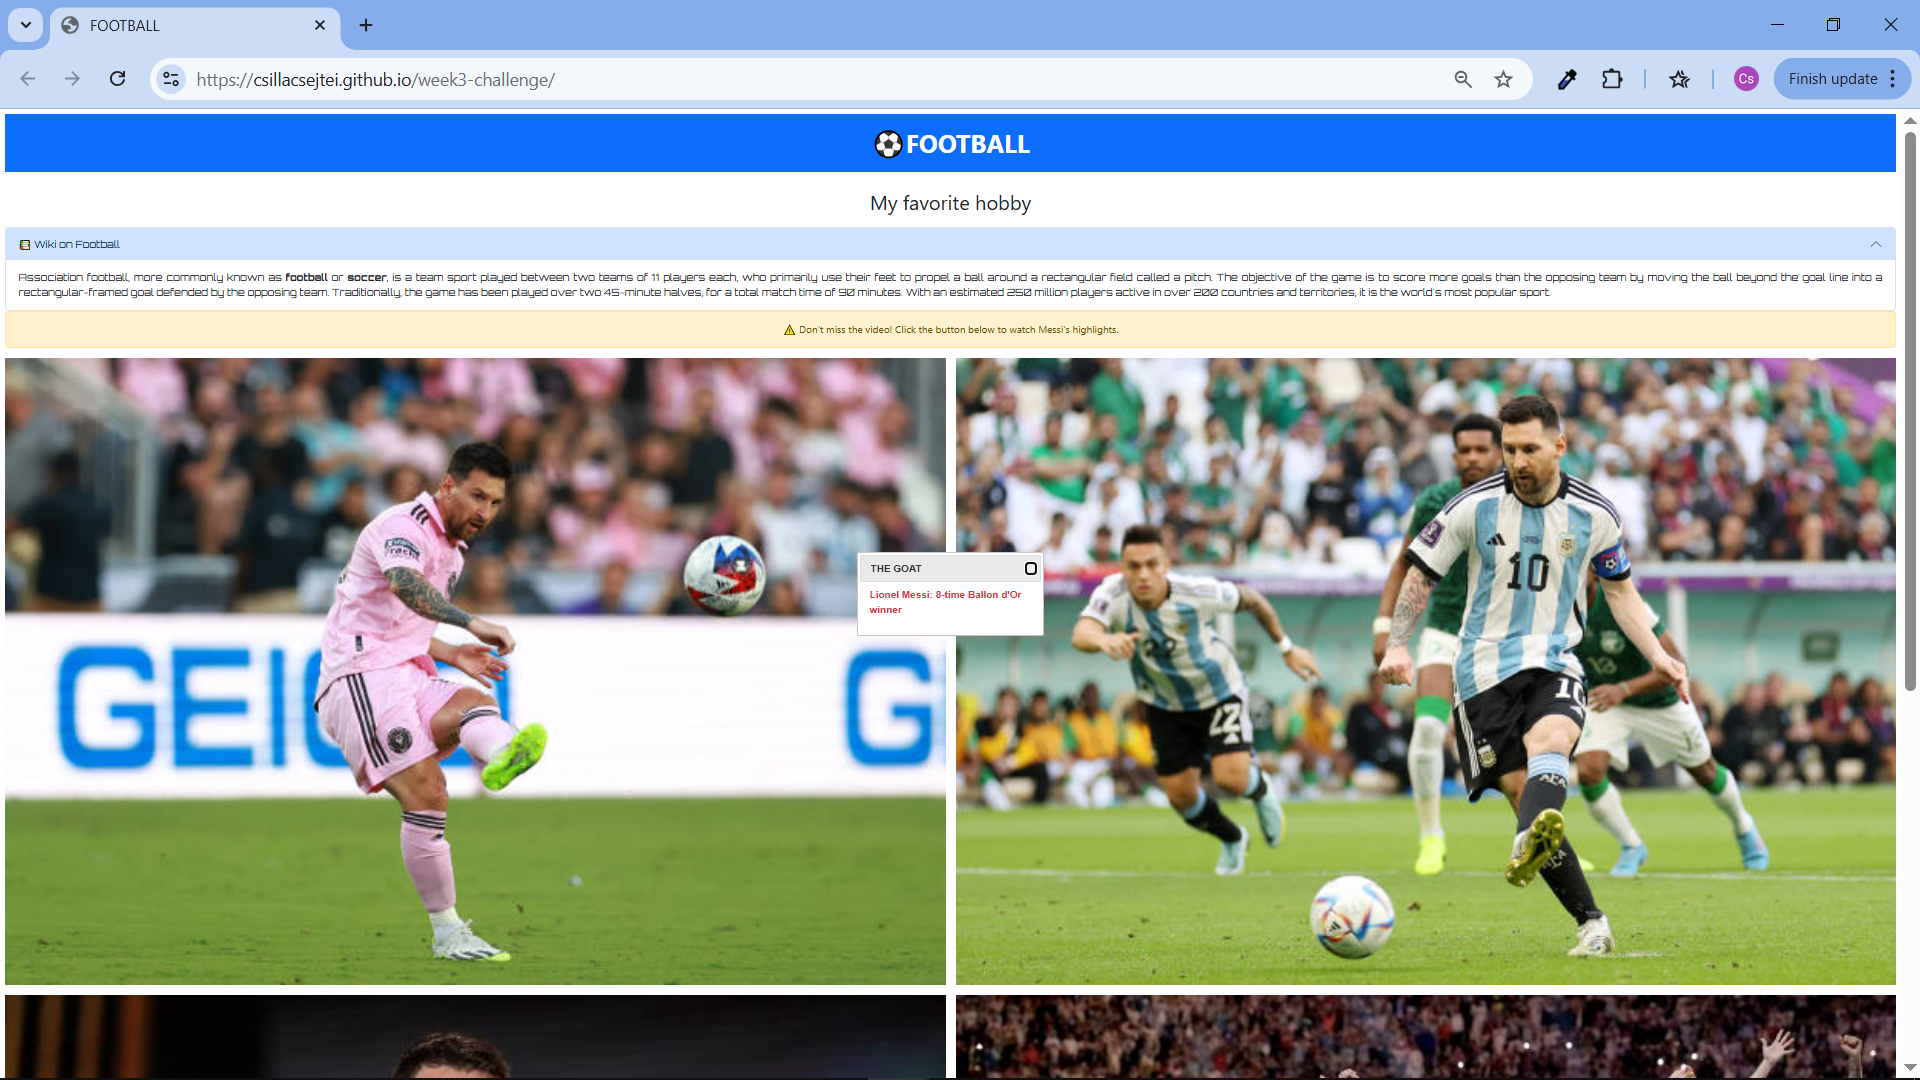 FOOTBALL
https://csillacsejtei.github.io/week3-challenge/
Cs
Finish update
FOOTBALL
My favorite hobby
Wiki on Football
Association football, more commonly known as football or soccer, is a team sport played between two teams of 11 players each, who primarily use their feet to propel a ball around a rectangular field called a pitch. The objective of the game is to score more goals than the opposing team by moving the ball beyond the goal line into a
rectangular-framed goal defended by the opposing team. Traditionally, the game has been played over two 45-minute halves, for a total match time of 90 minutes. With an estimated 250 million players active in over 200 countries and territories, it is the world's most popular sport.
Don't miss the video! Click the button below to watch Messi's highlights.
THE GOAT
Lionel Messi: 8-time Ballon d'Or
winner
GEIC
G
10
10
22
22
AFA